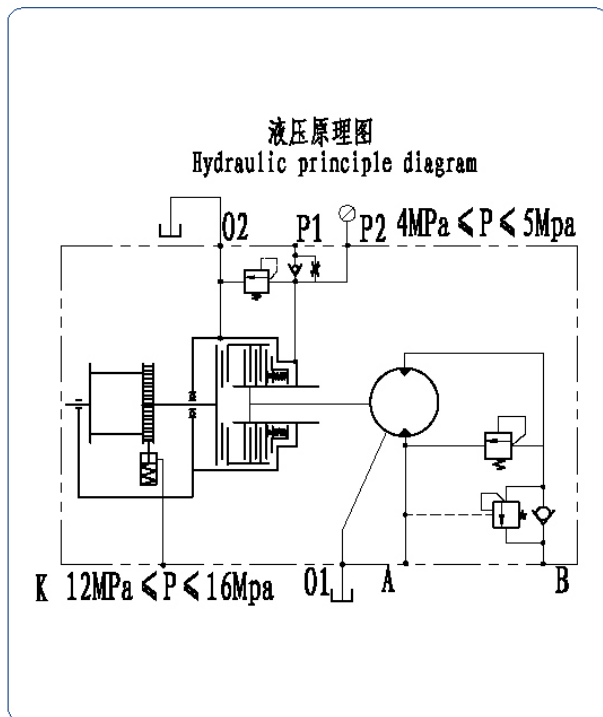 液压原理图
Hydraulic principle diagram
O2 P1 P2 4MPa ≤ P ≤ 5Mpa
K 12MPa ≤ P ≤ 16Mpa O1 A B